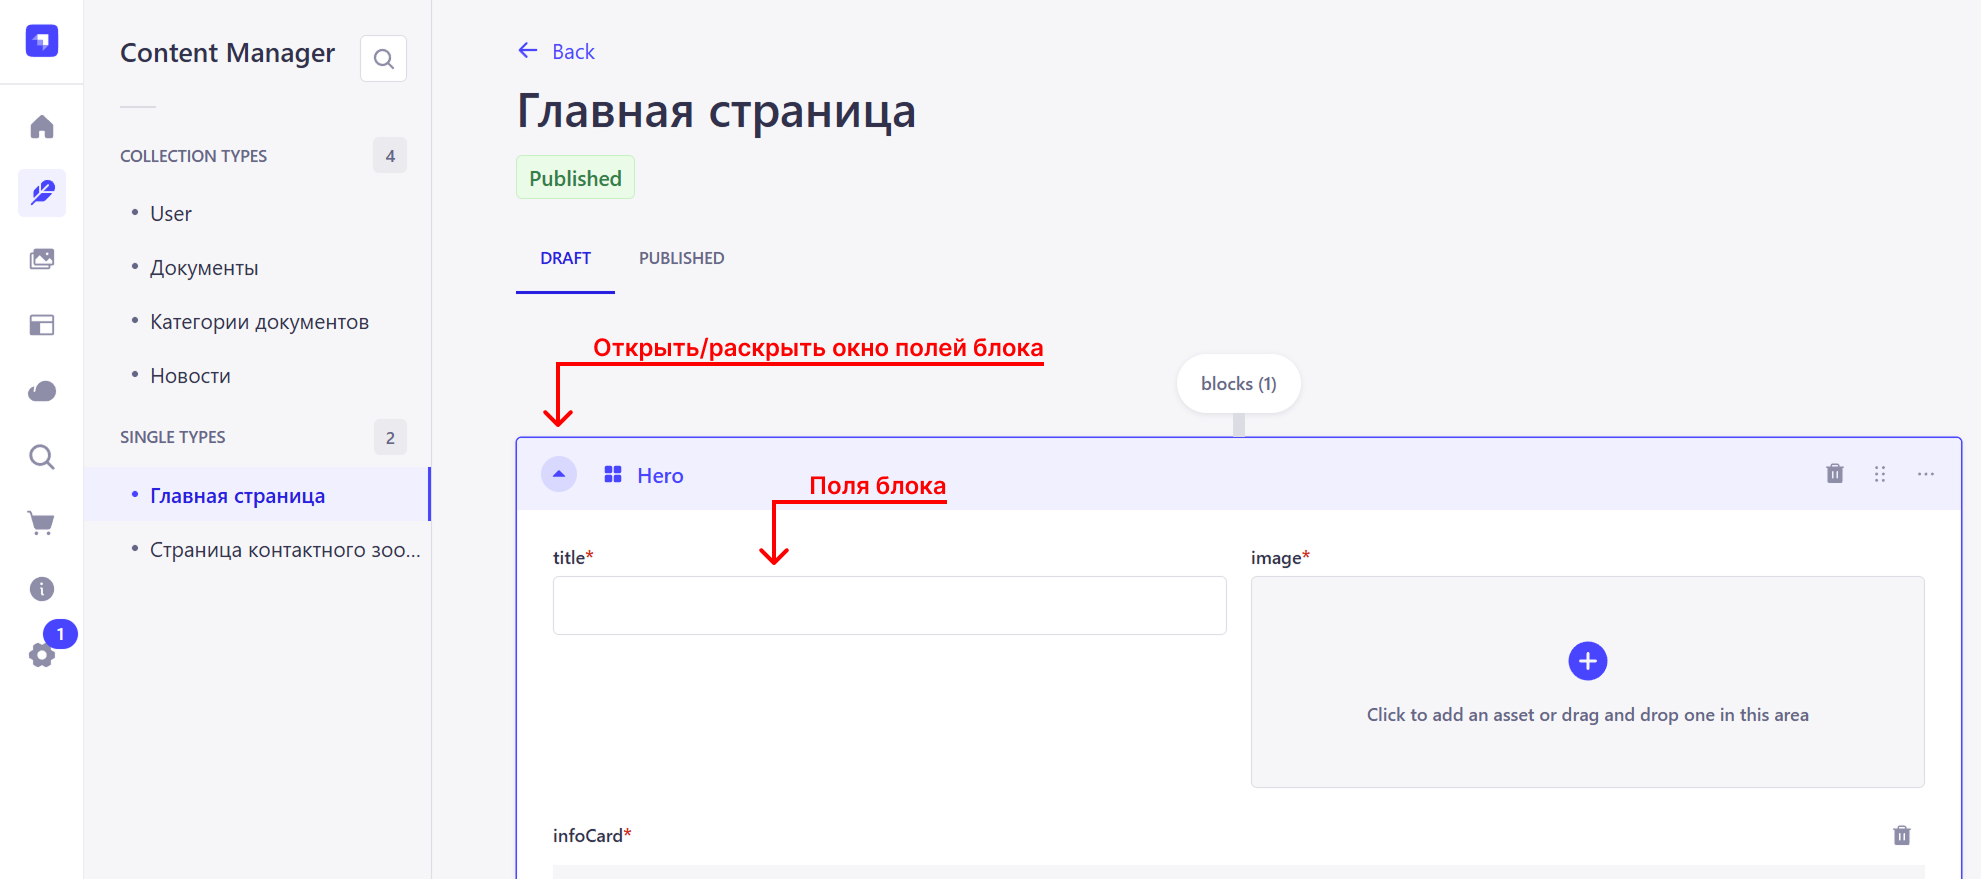 Content Manager
COLLECTION TYPES
4
User
Документы
Категории документов
Новости
SINGLE TYPES
2
Главная страница
Страница контактного зоо...
1
Back
Главная страница
Published
DRAFT
PUBLISHED
Открыть/раскрыть окно полей блока
blocks (1)
Hero
Поля блока
title*
image*
Click to add an asset or drag and drop one in this area
infoCard*